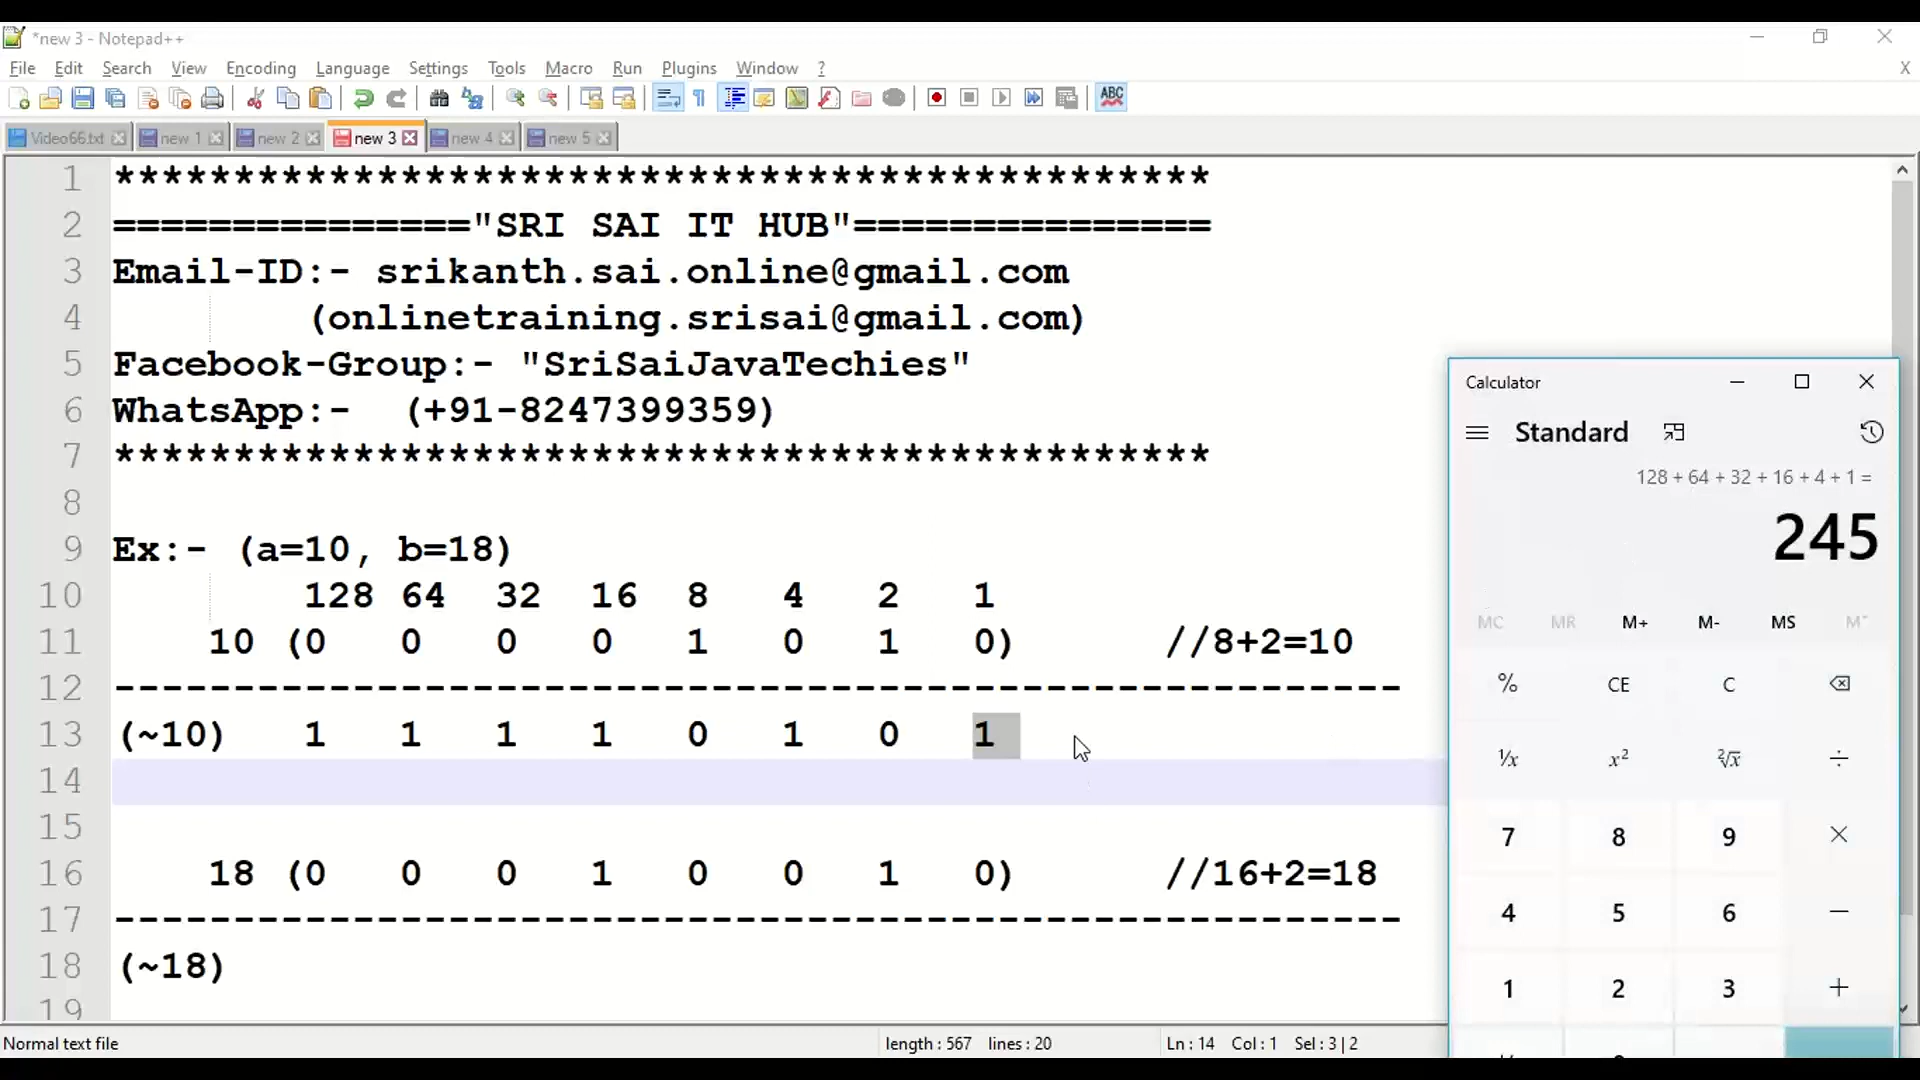 *new 3 - Notepad++
File Edit Search View Encoding Language Settings Tools Macro Run Plugins Window ? X
ABC
Video66.txt new 1 new 2 new 3 new 4 new 5
1 **********************************************
2 ==============="SRI SAI IT HUB"===============
3 Email-ID:- srikanth.sai.online@gmail.com
4 (onlinetraining.srisai@gmail.com)
5 Facebook-Group:- "SriSaiJavaTechies"
6 WhatsApp:- (+91-8247399359)
7 **********************************************
8
9 Ex:- (a=10, b=18)
10 128 64 32 16 8 4 2 1
11 10 (0 0 0 0 1 0 1 0) //8+2=10
12 ------------------------------------------------------
13 (~10) 1 1 1 1 0 1 0 1
14
15
16 18 (0 0 0 1 0 0 1 0) //16+2=18
17 ------------------------------------------------------
18 (~18)
19
Normal text file length : 567 lines : 20 Ln : 14 Col : 1 Sel : 3 | 2
Calculator
Standard
128 + 64 + 32 + 16 + 4 + 1 =
245
MC MR M+ M- MS
% CE C
¹/x x² ²√x ÷
7 8 9 ×
4 5 6 −
1 2 3 +